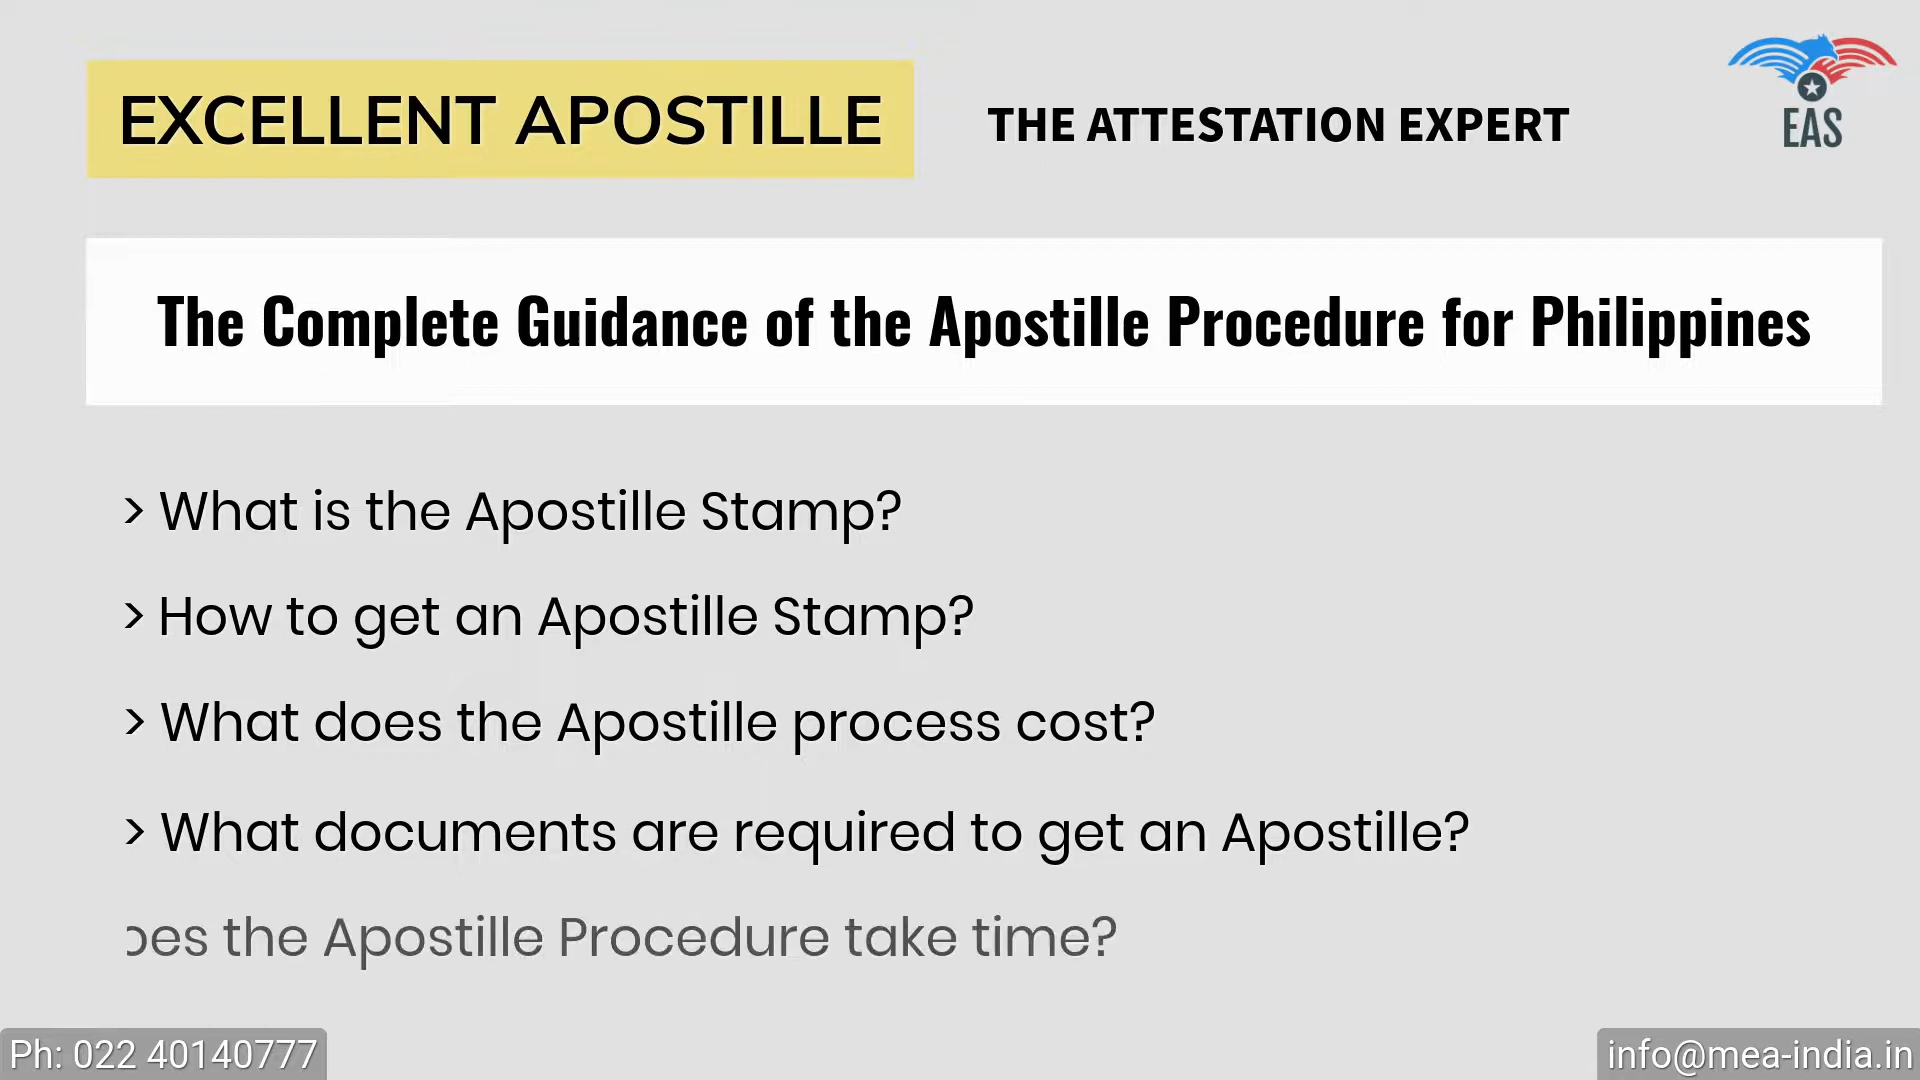 EXCELLENT APOSTILLE
THE ATTESTATION EXPERT
EAS
The Complete Guidance of the Apostille Procedure for Philippines
> What is the Apostille Stamp?
> How to get an Apostille Stamp?
> What does the Apostille process cost?
> What documents are required to get an Apostille?
the Apostille Procedure take time?
Ph: 022 40140777
info@mea-india.in